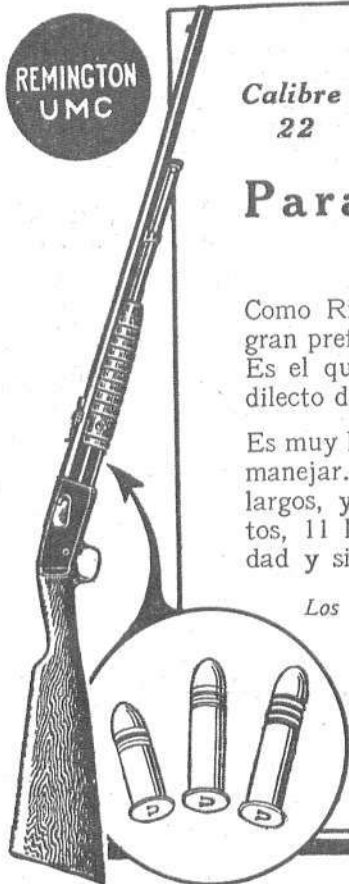 REMINGTON
UMC
Calibre
22
Para
Como Ri
gran pref
Es el qu
dilecto d
Es muy l
manejar.
largos, y
tos, 11 l
dad y si
Los
U U U